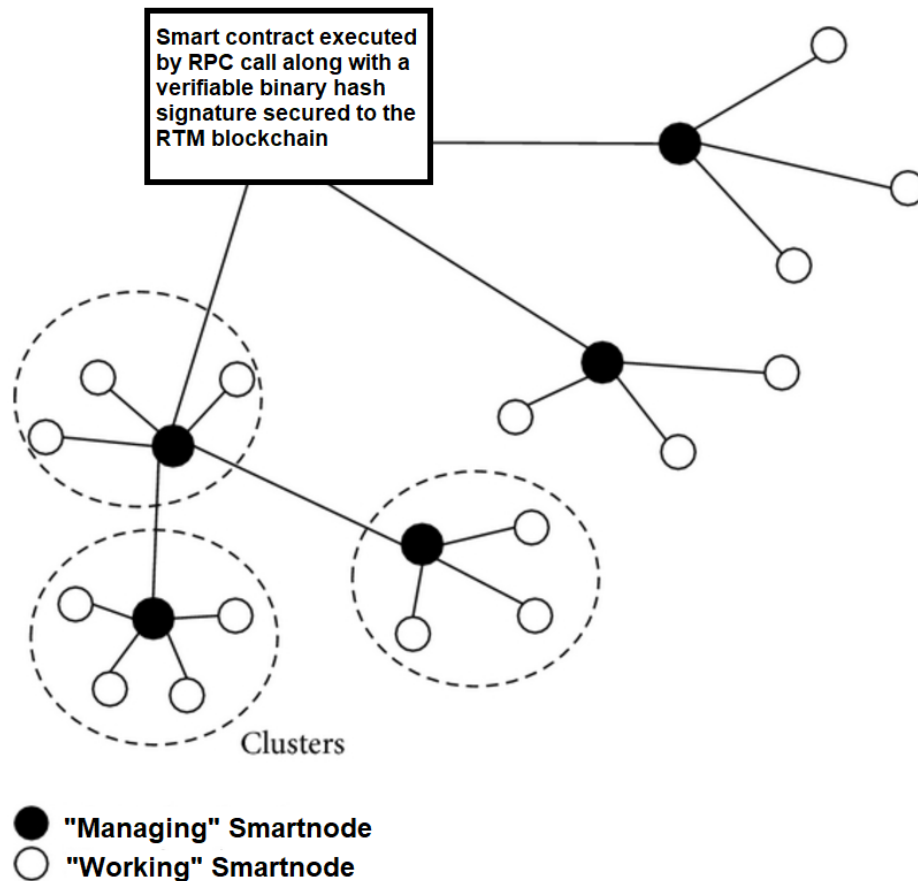 Smart contract executed
by RPC call along with a
verifiable binary hash
signature secured to the
RTM blockchain
Clusters
"Managing" Smartnode
"Working" Smartnode